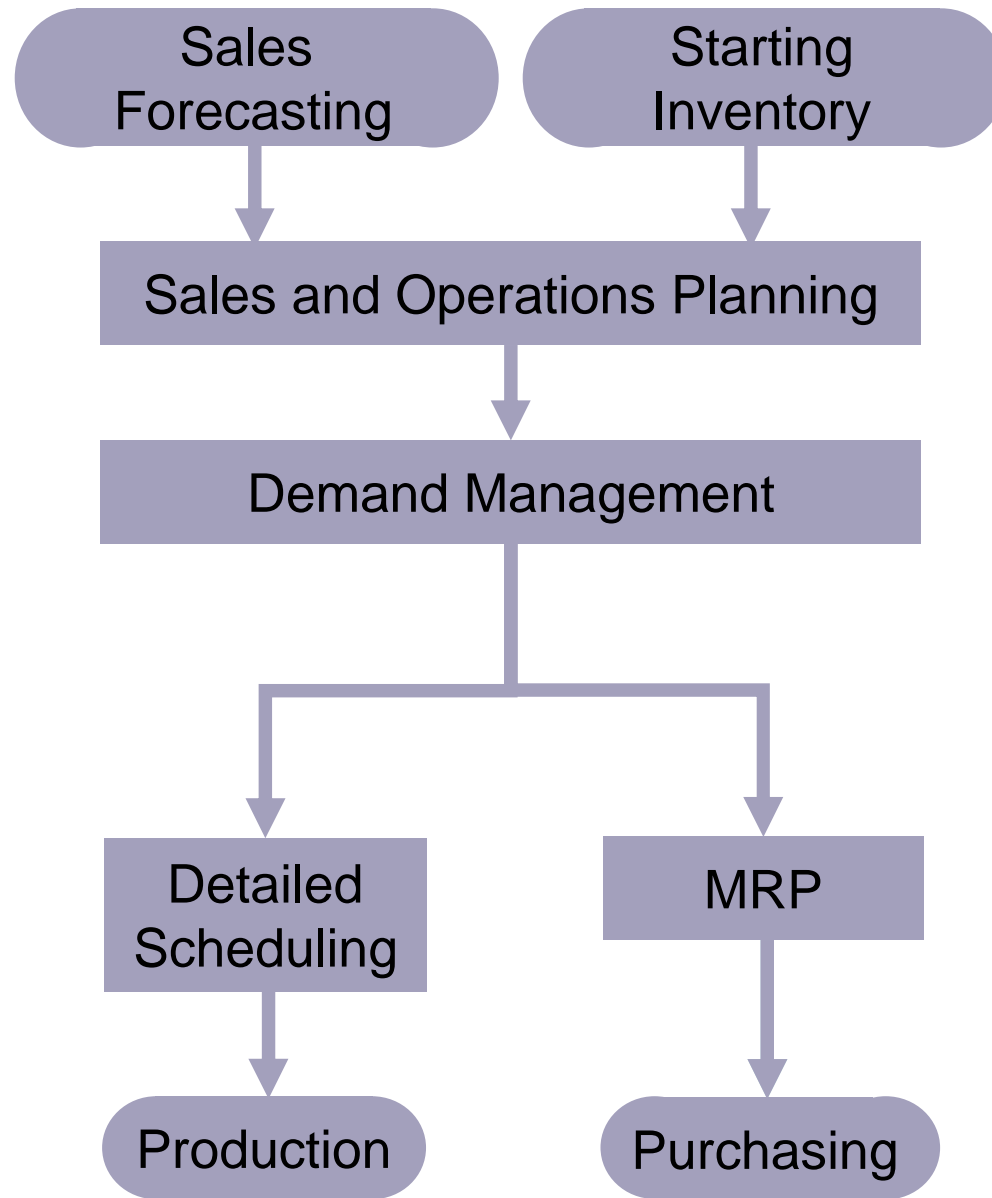 Sales
Forecasting
Starting
Inventory
Sales and Operations Planning
Demand Management
Detailed
Scheduling
MRP
Production
Purchasing